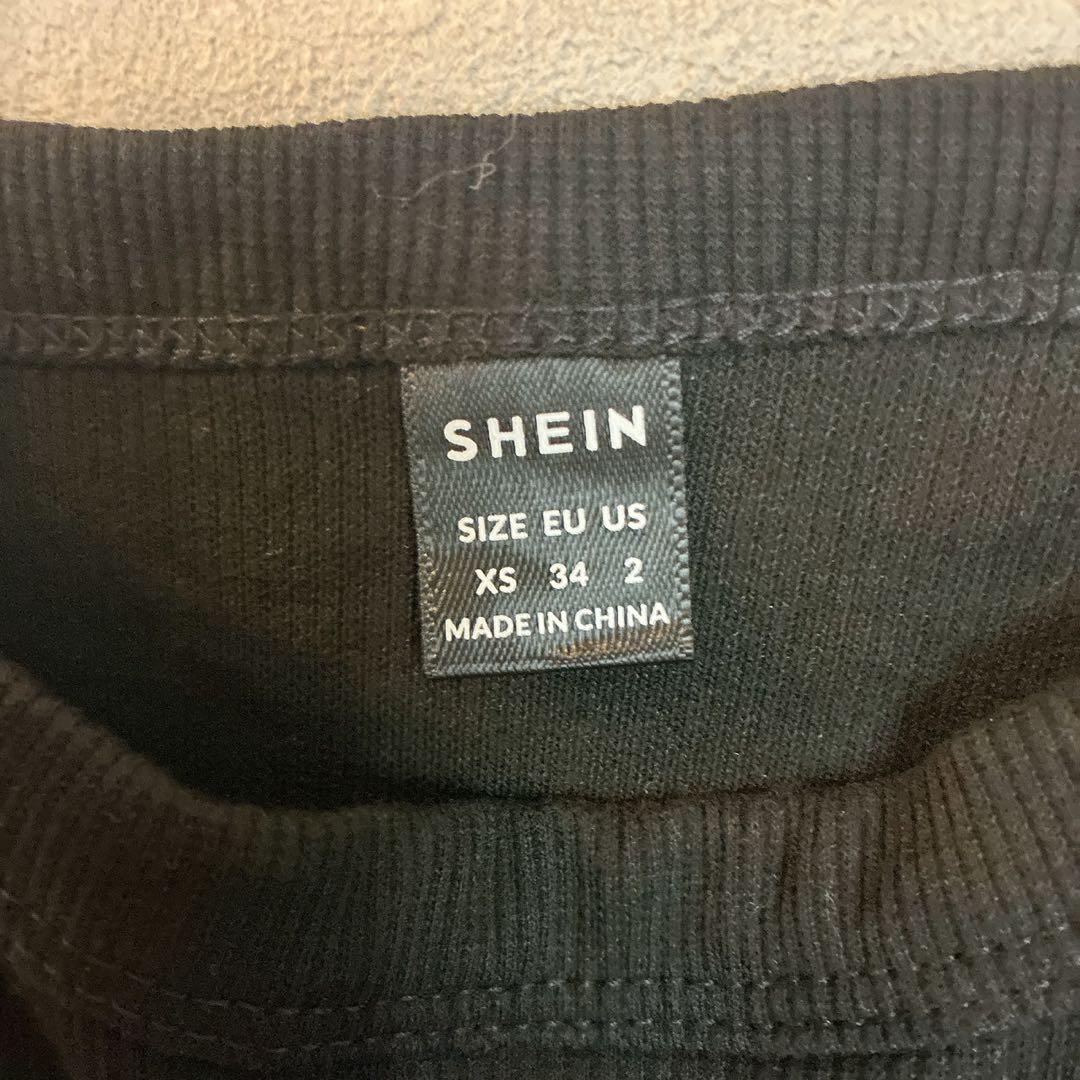 SHEIN
SIZE EU US
XS 34 2
MADE IN CHINA